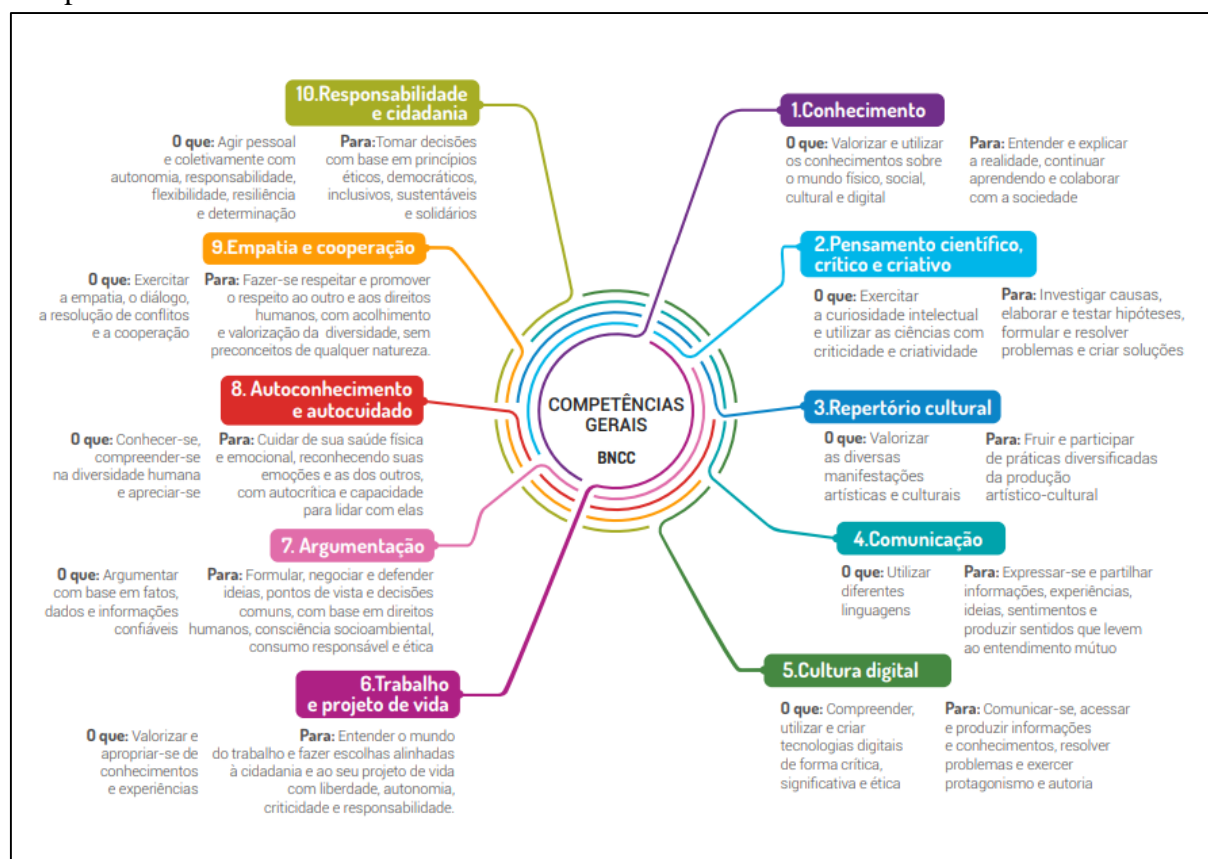 10.Responsabilidade
e cidadania
O que: Agir pessoal
e coletivamente com
autonomia, responsabilidade,
flexibilidade, resiliência
e determinação
Para:Tomar decisões
com base em princípios
éticos, democráticos,
inclusivos, sustentáveis
e solidários
9.Empatia e cooperação
O que: Exercitar
a empatia, o diálogo,
a resolução de conflitos
e a cooperação
Para: Fazer-se respeitar e promover
o respeito ao outro e aos direitos
humanos, com acolhimento
e valorização da diversidade, sem
preconceitos de qualquer natureza.
8. Autoconhecimento
e autocuidado
O que: Conhecer-se,
compreender-se
na diversidade humana
e apreciar-se
Para: Cuidar de sua saúde física
e emocional, reconhecendo suas
emoções e as dos outros,
com autocrítica e capacidade
para lidar com elas
7. Argumentação
O que: Argumentar
com base em fatos,
dados e informações
confiáveis
Para: Formular, negociar e defender
ideias, pontos de vista e decisões
comuns, com base em direitos
humanos, consciência socioambiental,
consumo responsável e ética
6.Trabalho
e projeto de vida
O que: Valorizar e
apropriar-se de
conhecimentos
e experiências
Para: Entender o mundo
do trabalho e fazer escolhas alinhadas
à cidadania e ao seu projeto de vida
com liberdade, autonomia,
criticidade e responsabilidade.
COMPETÊNCIAS
GERAIS
BNCC
1.Conhecimento
O que: Valorizar e utilizar
os conhecimentos sobre
o mundo físico, social,
cultural e digital
Para: Entender e explicar
a realidade, continuar
aprendendo e colaborar
com a sociedade
2.Pensamento científico,
crítico e criativo
O que: Exercitar
a curiosidade intelectual
e utilizar as ciências com
criticidade e criatividade
Para: Investigar causas,
elaborar e testar hipóteses,
formular e resolver
problemas e criar soluções
3.Repertório cultural
O que: Valorizar
as diversas
manifestações
artísticas e culturais
Para: Fruir e participar
de práticas diversificadas
da produção
artístico-cultural
4.Comunicação
O que: Utilizar
diferentes
linguagens
Para: Expressar-se e partilhar
informações, experiências,
ideias, sentimentos e
produzir sentidos que levem
ao entendimento mútuo
5.Cultura digital
O que: Compreender,
utilizar e criar
tecnologias digitais
de forma crítica,
significativa e ética
Para: Comunicar-se, acessar
e produzir informações
e conhecimentos, resolver
problemas e exercer
protagonismo e autoria